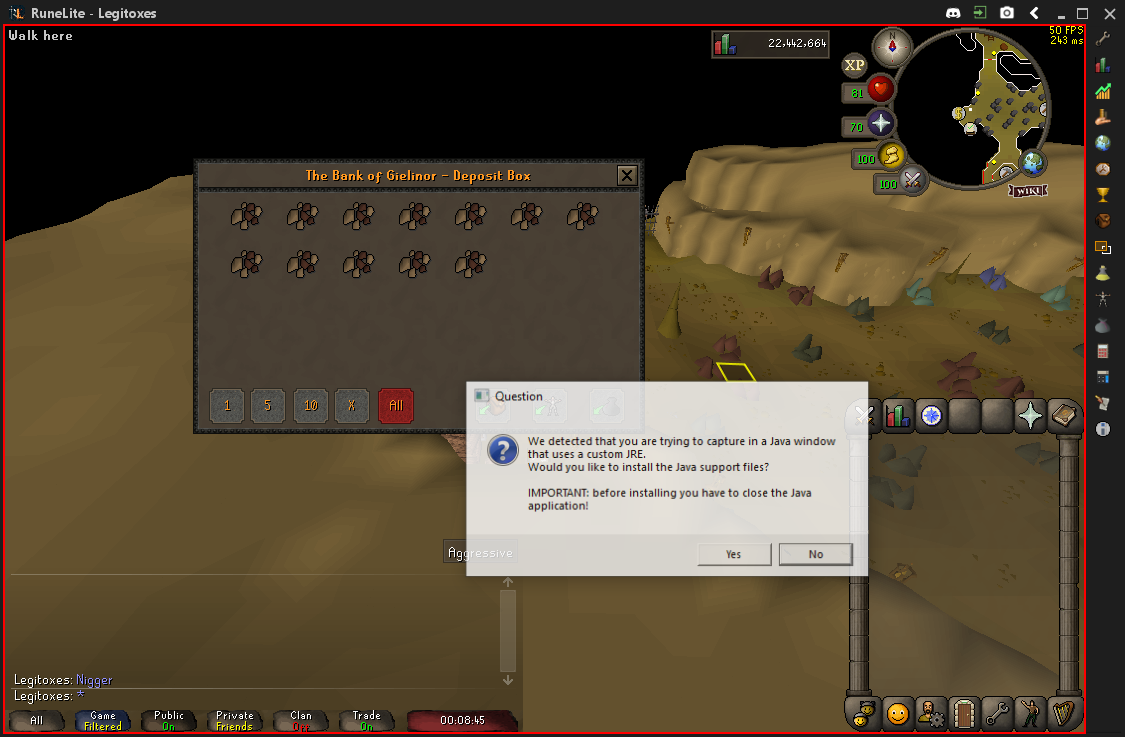 RuneLite - Legitoxes
Walk here
22,442,664
50 FPS
243 ms
N
XP
81
70
100
100
WIKI
The Bank of Gielinor - Deposit Box
1
5
10
X
All
Question
We detected that you are trying to capture in a Java window
that uses a custom JRE.
Would you like to install the Java support files?
IMPORTANT: before installing you have to close the Java
application!
Yes
No
Aggressive
Legitoxes: Nigger
Legitoxes: *
All
Game
Filtered
Public
On
Private
Friends
Clan
Off
Trade
On
00:08:45